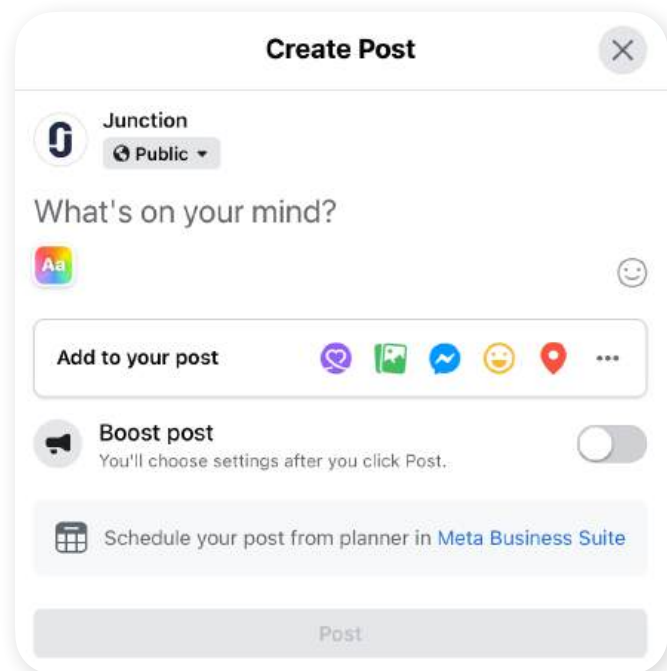 Create Post
Junction
Public
What's on your mind?
Aa
Add to your post
Boost post
You'll choose settings after you click Post.
Schedule your post from planner in Meta Business Suite
Post